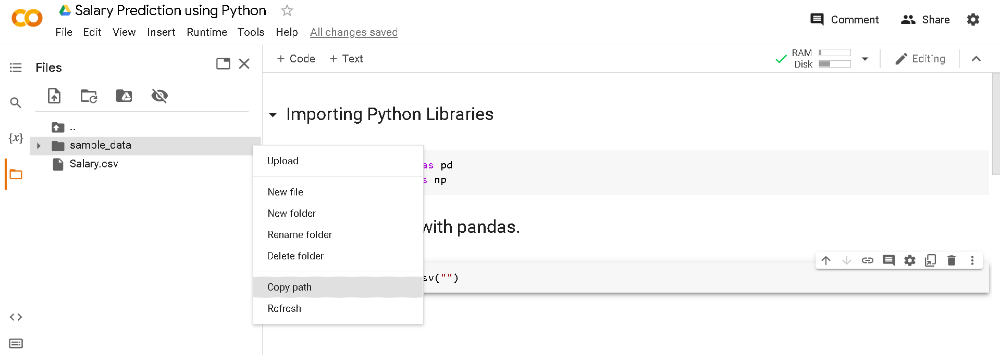 Salary Prediction using Python
File Edit View Insert Runtime Tools Help All changes saved
Comment Share
Files
+ Code + Text
RAM
Disk
Editing
..
{x}
sample_data
Salary.csv
Importing Python Libraries
as pd
s np
with pandas.
sv("")
Upload
New file
New folder
Rename folder
Delete folder
Copy path
Refresh